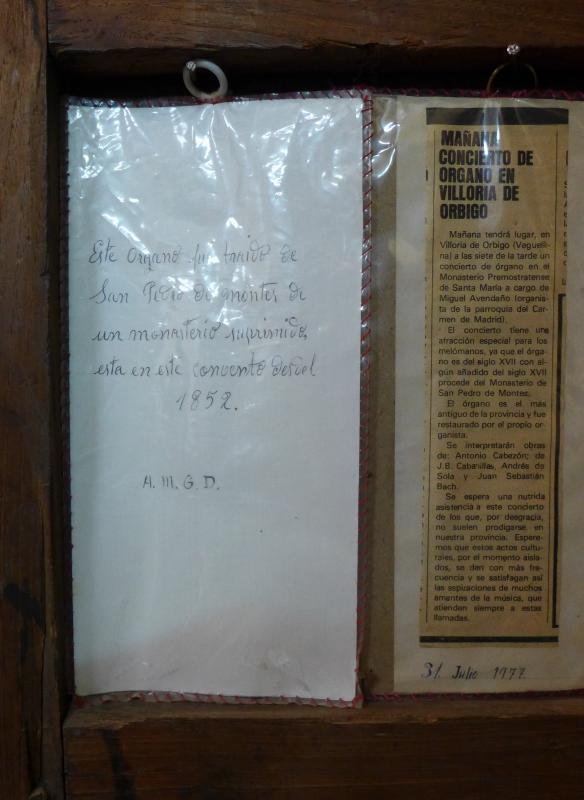 Este organo fue traido de
San Pedro de montes de
un monasterio suprimido,
esta en este convento desdel
1852.
A. M. G. D.
MAÑANA
CONCIERTO DE
ORGANO EN
VILLORIA DE
ORBIGO
Mañana tendrá lugar, en
Villoria de Orbigo (Veguelli-
na) a las siete de la tarde un
concierto de órgano en el
Monasterio Premostratense
de Santa María a cargo de
Miguel Avendaño (organis-
ta de la parroquia del Car-
men de Madrid).
El concierto tiene una
atracción especial para los
melómanos, ya que el órga-
no es del siglo XVII con al-
gún añadido del siglo XVII
procede del Monasterio de
San Pedro de Montez.
El órgano es el más
antiguo de la provincia y fue
restaurado por el propio or-
ganista.
Se interpretarán obras
de: Antonio Cabezón; de
J.B. Cabanillas, Andrés de
Sola y Juan Sebastián
Bach.
Se espera una nutrida
asistencia a este concierto
de los que, por desgracia,
no suelen prodigarse en
nuestra provincia. Espere-
mos que estos actos cultu-
rales, por el momento aisla-
dos, se den con más fre-
cuencia y se satisfagan así
las aspiraciones de muchos
amantes de la música, que
atienden siempre a estas
llamadas.
31 Julio 1977